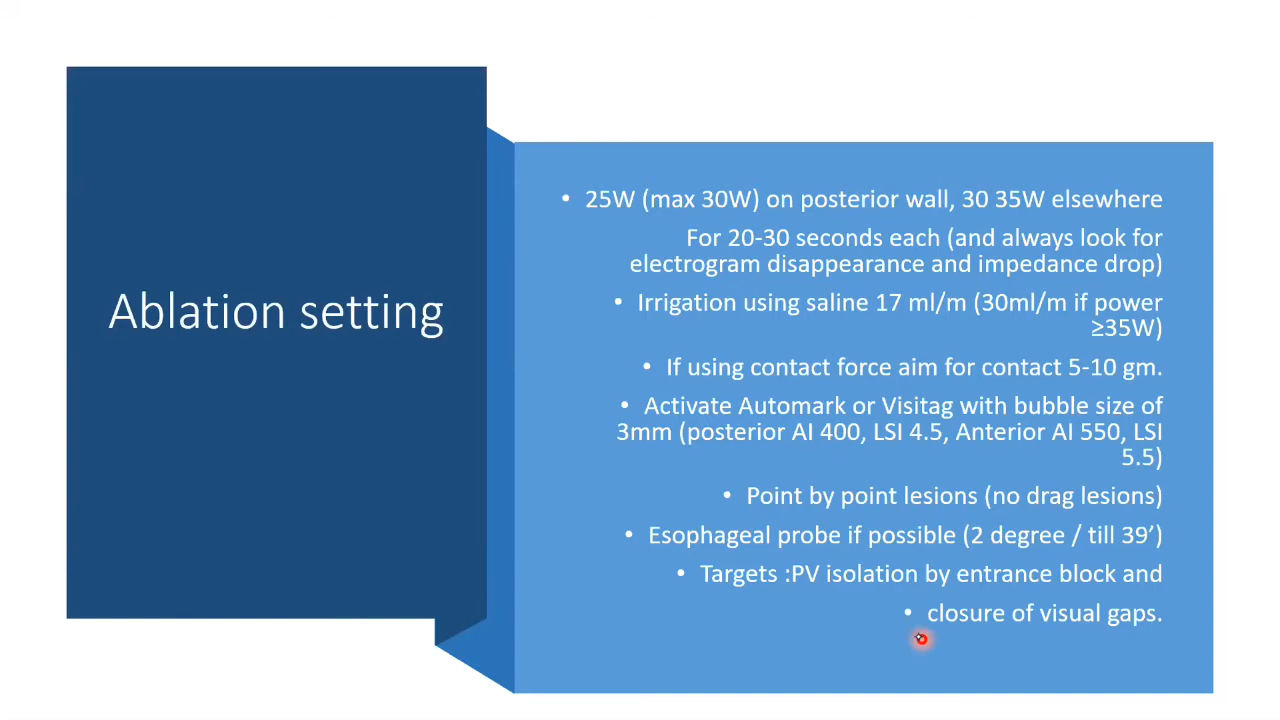 Ablation setting
• 25W (max 30W) on posterior wall, 30 35W elsewhere
For 20-30 seconds each (and always look for
electrogram disappearance and impedance drop)
• Irrigation using saline 17 ml/m (30ml/m if power
≥35W)
• If using contact force aim for contact 5-10 gm.
• Activate Automark or Visitag with bubble size of
3mm (posterior AI 400, LSI 4.5, Anterior AI 550, LSI
5.5)
• Point by point lesions (no drag lesions)
• Esophageal probe if possible (2 degree / till 39’)
• Targets :PV isolation by entrance block and
• closure of visual gaps.